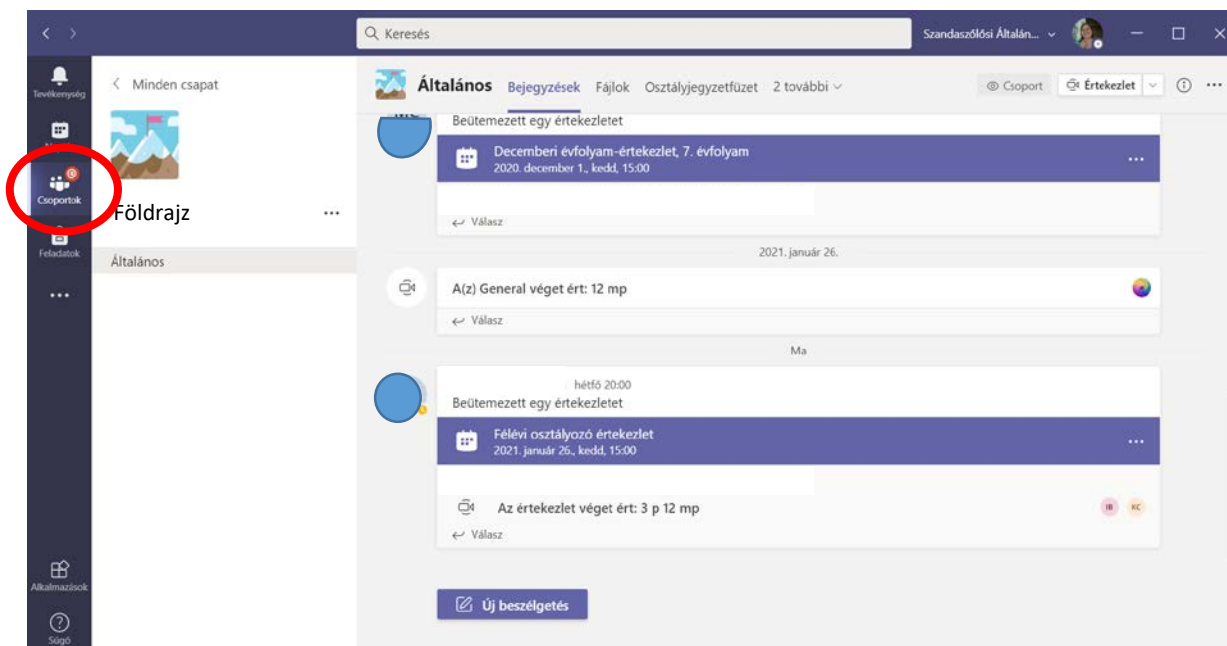 Keresés
Szandaszőlősi Általán...
Tevékenység
Csoportok
Feladatok
Alkalmazások
Súgó
Minden csapat
Földrajz
Általános
Általános Bejegyzések Fájlok Osztályjegyzetfüzet 2 további
Csoport
Értekezlet
Beütemezett egy értekezletet
Decemberi évfolyam-értekezlet, 7. évfolyam
2020. december 1., kedd, 15:00
Válasz
2021. január 26.
A(z) General véget ért: 12 mp
Válasz
Ma
hétfő 20:00
Beütemezett egy értekezletet
Félévi osztályozó értekezlet
2021. január 26., kedd, 15:00
Az értekezlet véget ért: 3 p 12 mp
IB KC
Válasz
Új beszélgetés